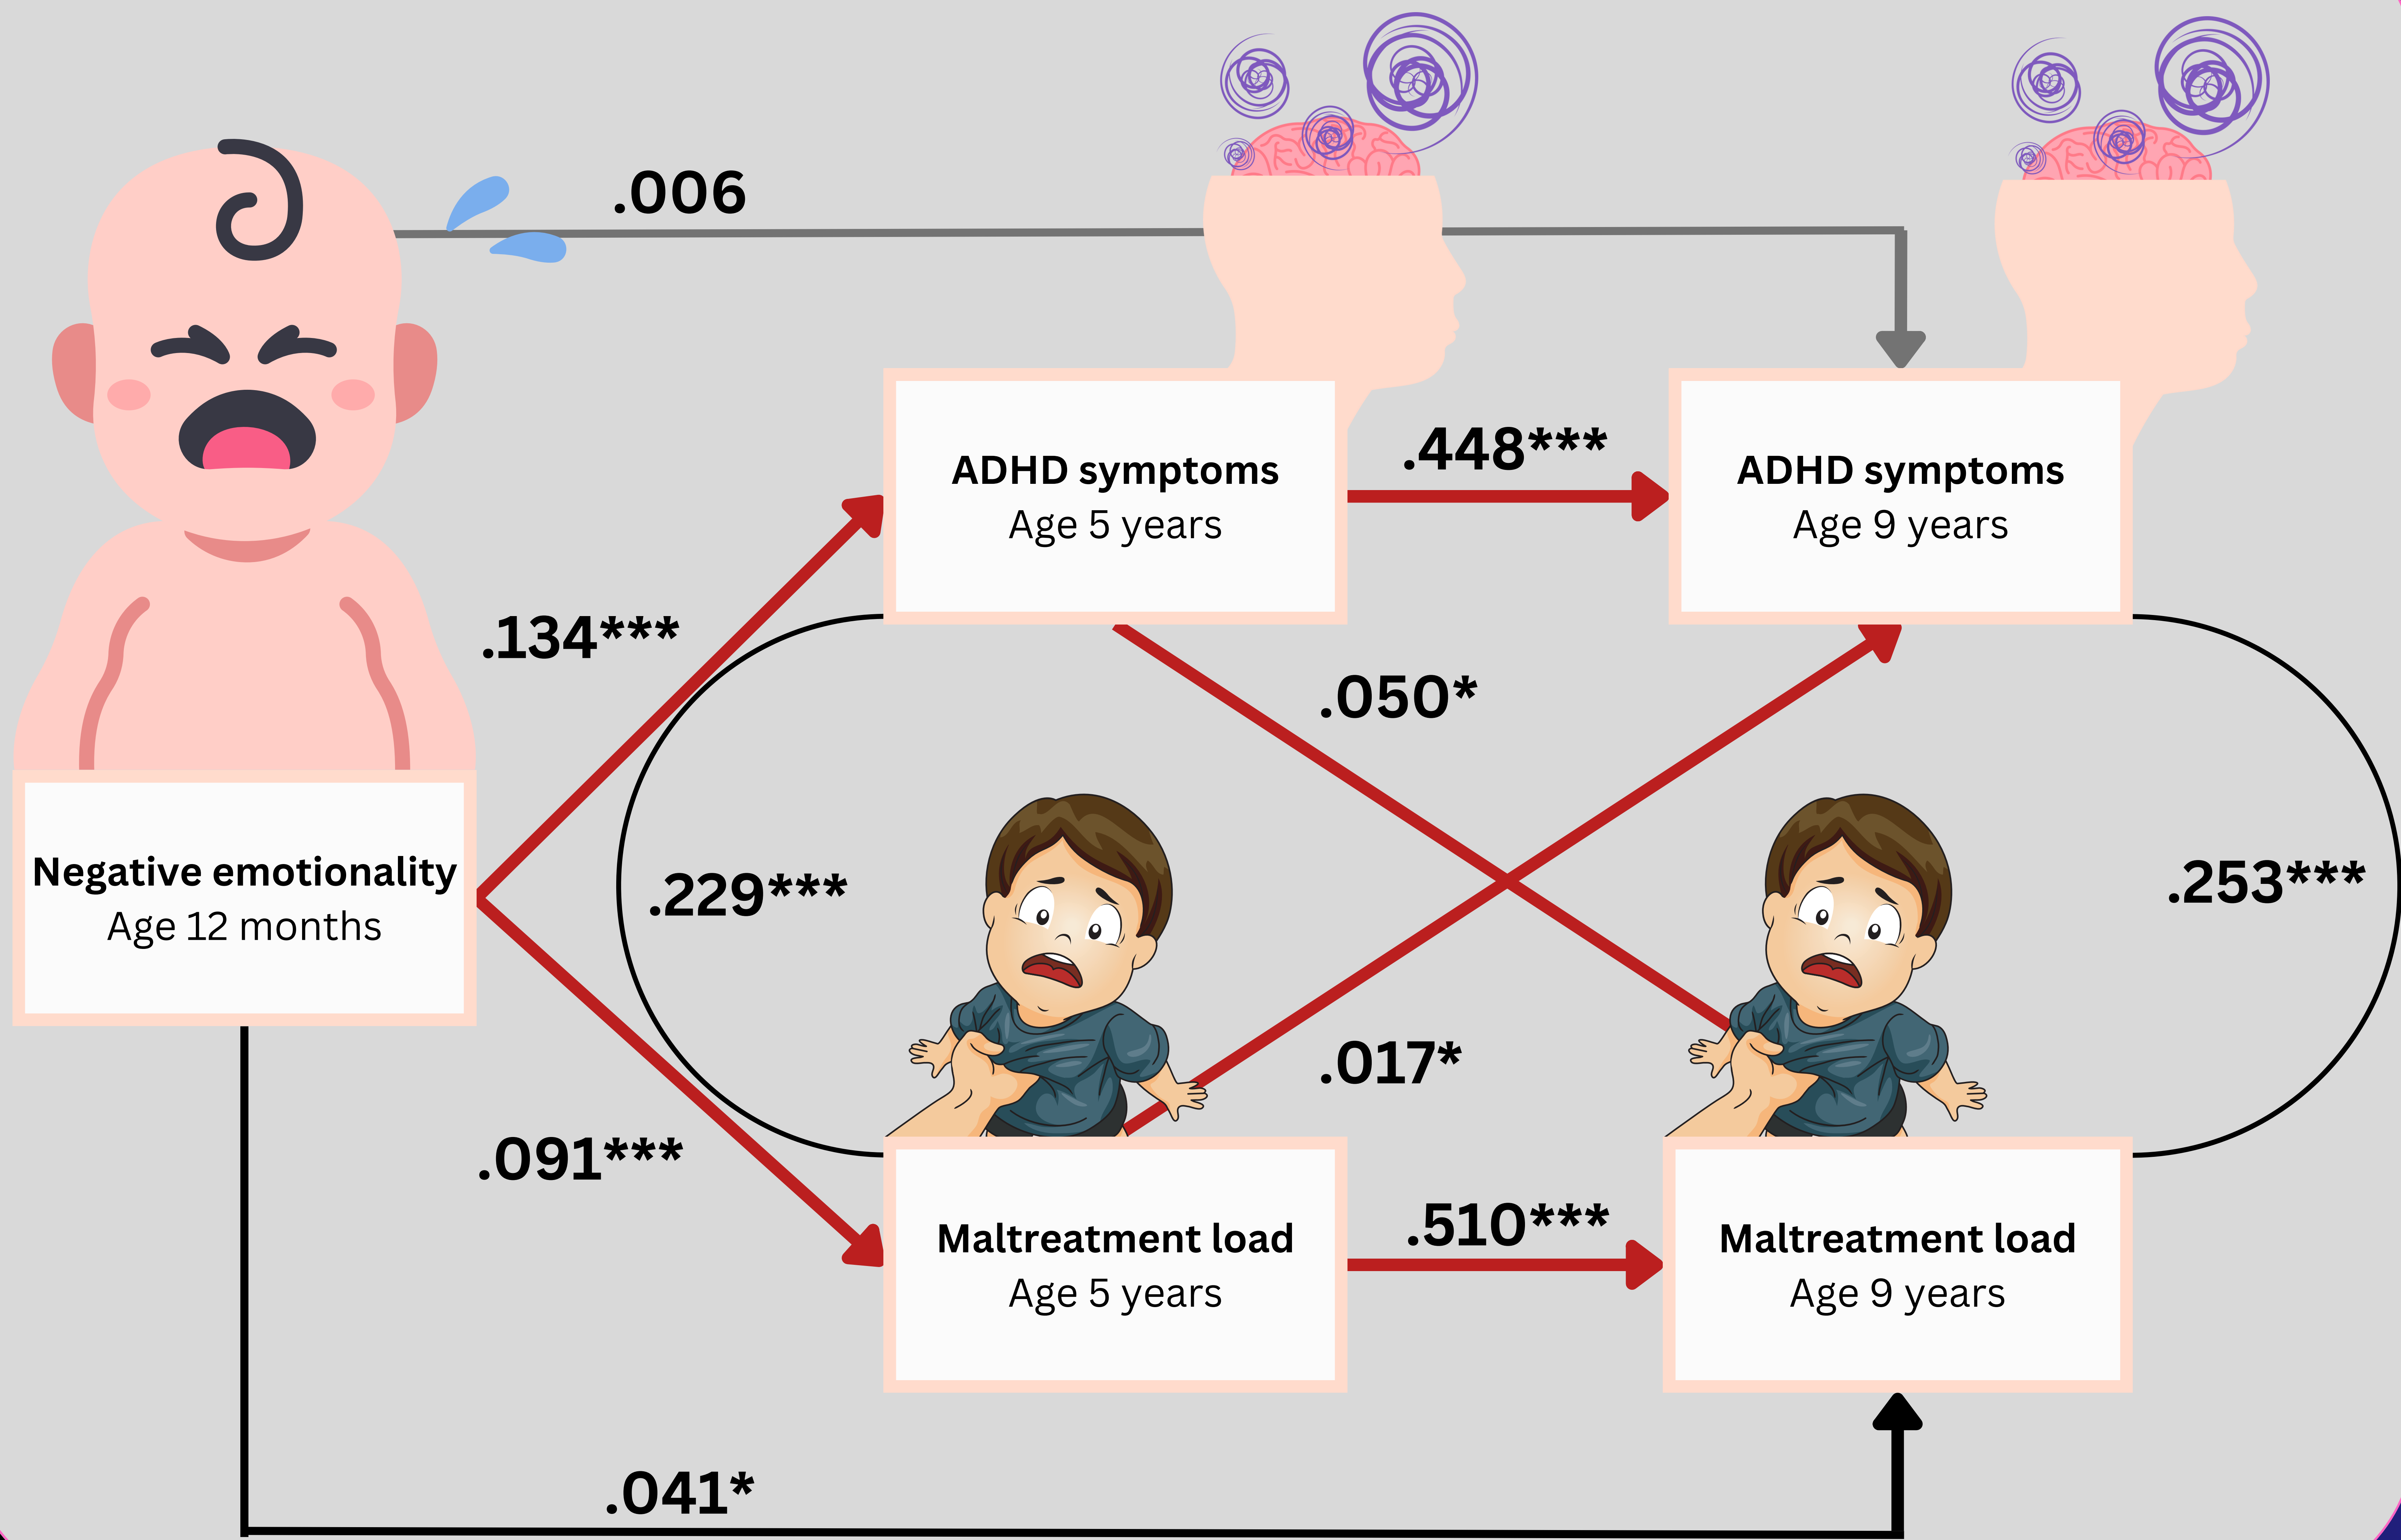 .006
ADHD symptoms
Age 5 years
.448***
ADHD symptoms
Age 9 years
.134***
.050*
Negative emotionality
Age 12 months
.229***
.253***
.017*
.091***
Maltreatment load
Age 5 years
.510***
Maltreatment load
Age 9 years
.041*